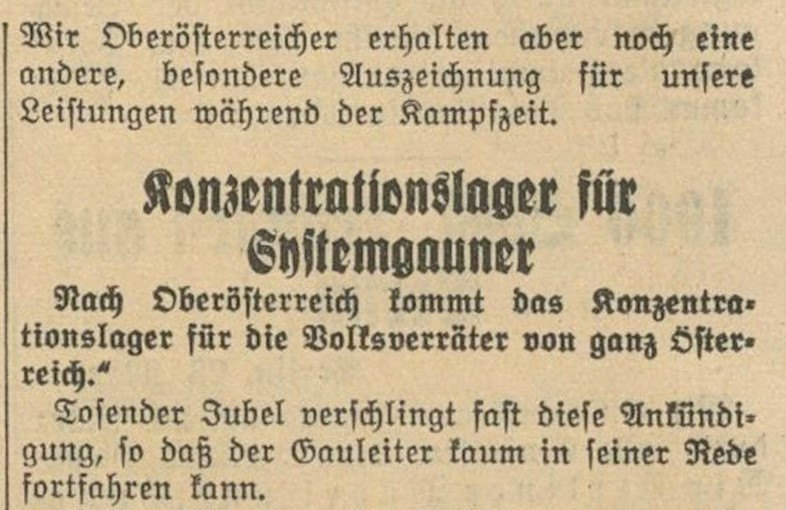 Wir Oberösterreicher erhalten aber noch eine
andere, besondere Auszeichnung für unsere
Leistungen während der Kampfzeit.
Konzentrationslager für
Systemgauner
Nach Oberösterreich kommt das Konzentra-
tionslager für die Volksverräter von ganz Öster-
reich.“
Tosender Jubel verschlingt fast diese Ankündi-
gung, so daß der Gauleiter kaum in seiner Rede
fortfahren kann.